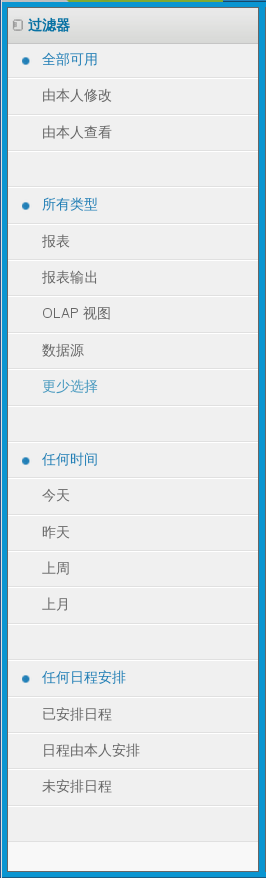 过滤器
全部可用
由本人修改
由本人查看
所有类型
报表
报表输出
OLAP 视图
数据源
更少选择
任何时间
今天
昨天
上周
上月
任何日程安排
已安排日程
日程由本人安排
未安排日程